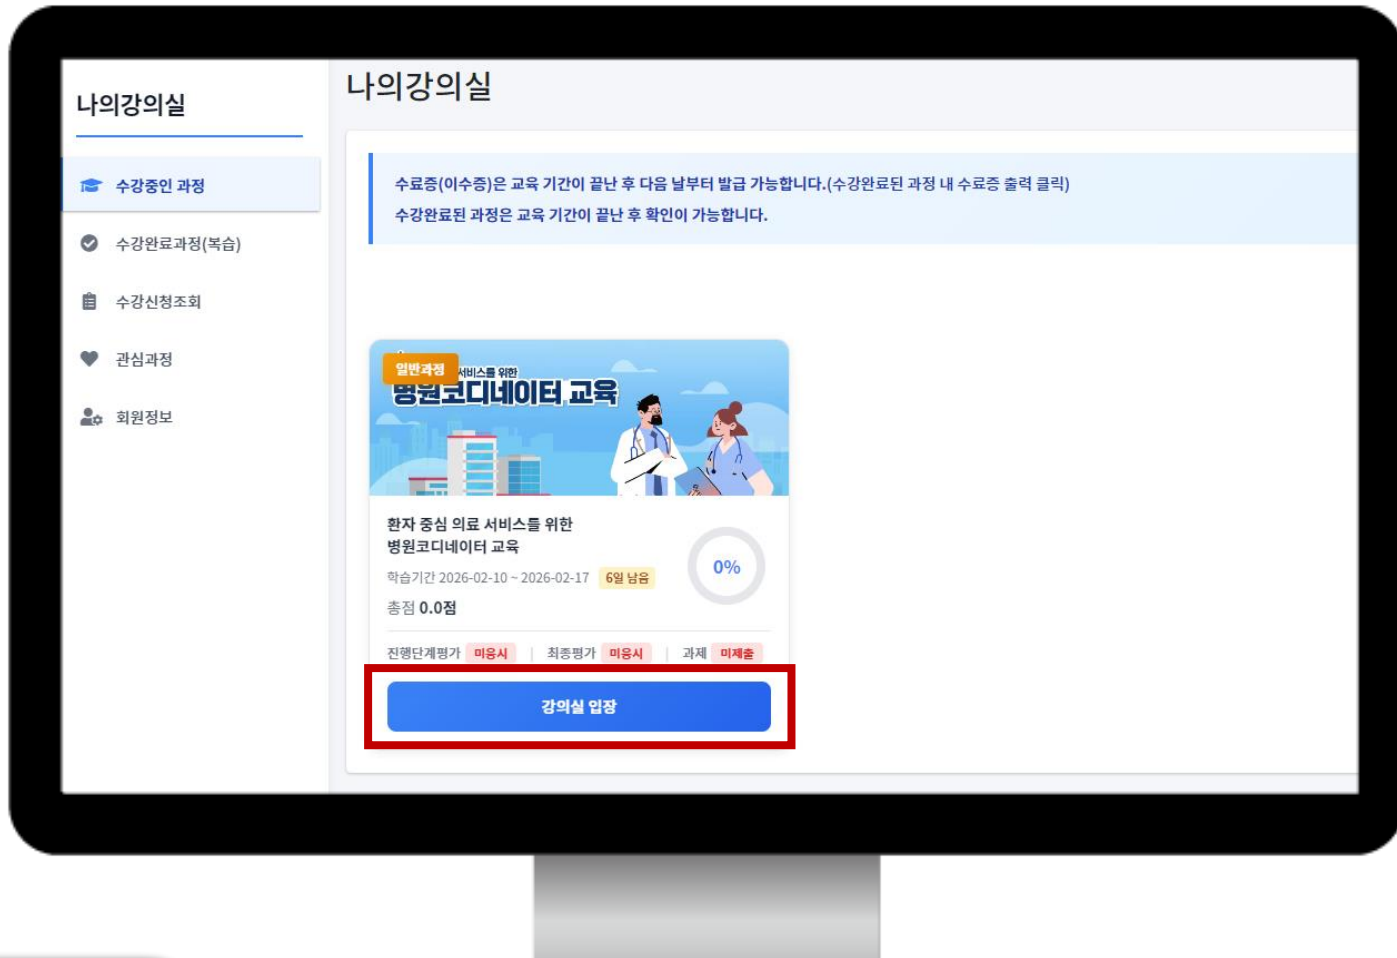 나의강의실
수강중인 과정
수강완료과정(복습)
수강신청조회
관심과정
회원정보
나의강의실
수료증(이수증)은 교육 기간이 끝난 후 다음 날부터 발급 가능합니다.(수강완료된 과정 내 수료증 출력 클릭)
수강완료된 과정은 교육 기간이 끝난 후 확인이 가능합니다.
일반과정
서비스를 위한
병원코디네이터 교육
환자 중심 의료 서비스를 위한
병원코디네이터 교육
0%
학습기간 2026-02-10 ~ 2026-02-17 6일 남음
총점 0.0점
진행단계평가 미응시 | 최종평가 미응시 | 과제 미제출
강의실 입장